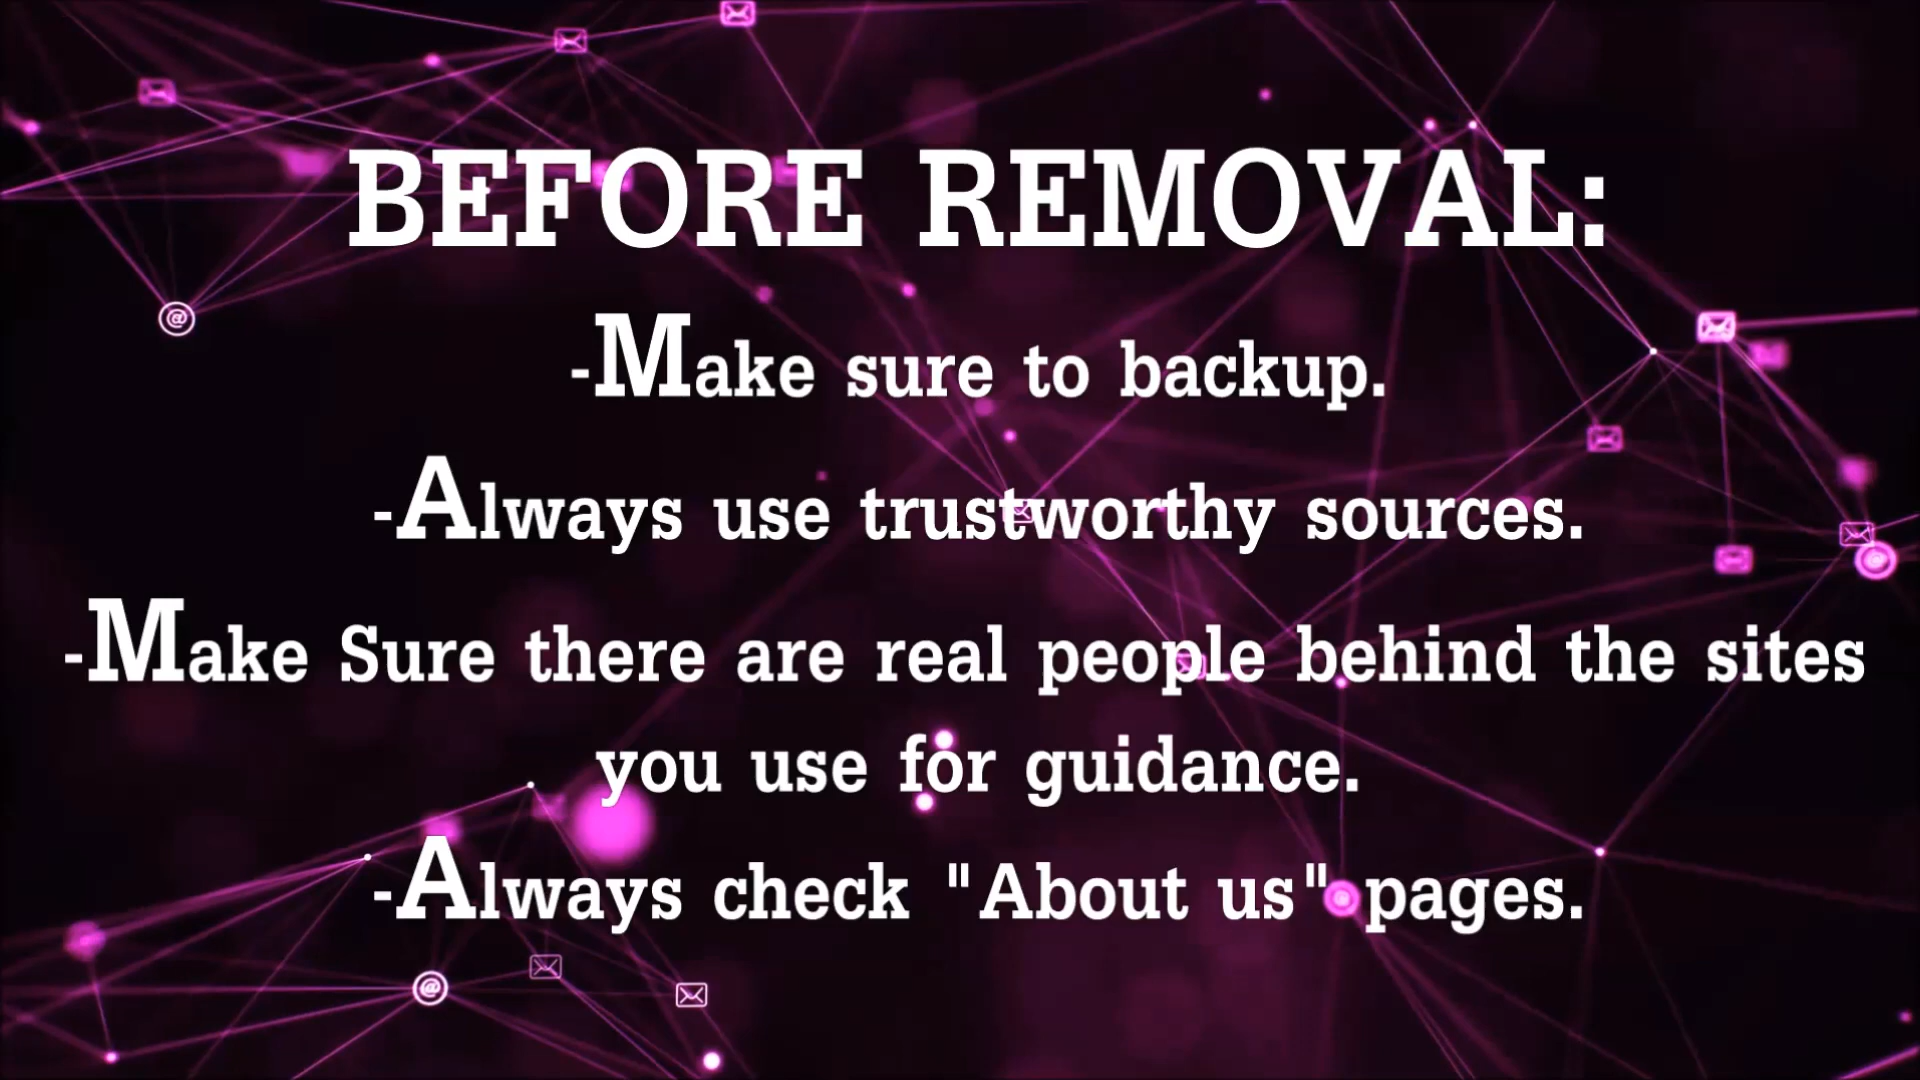 BEFORE REMOVAL:
-Make sure to backup.
-Always use trustworthy sources.
-Make Sure there are real people behind the sites
you use for guidance.
-Always check "About us" pages.